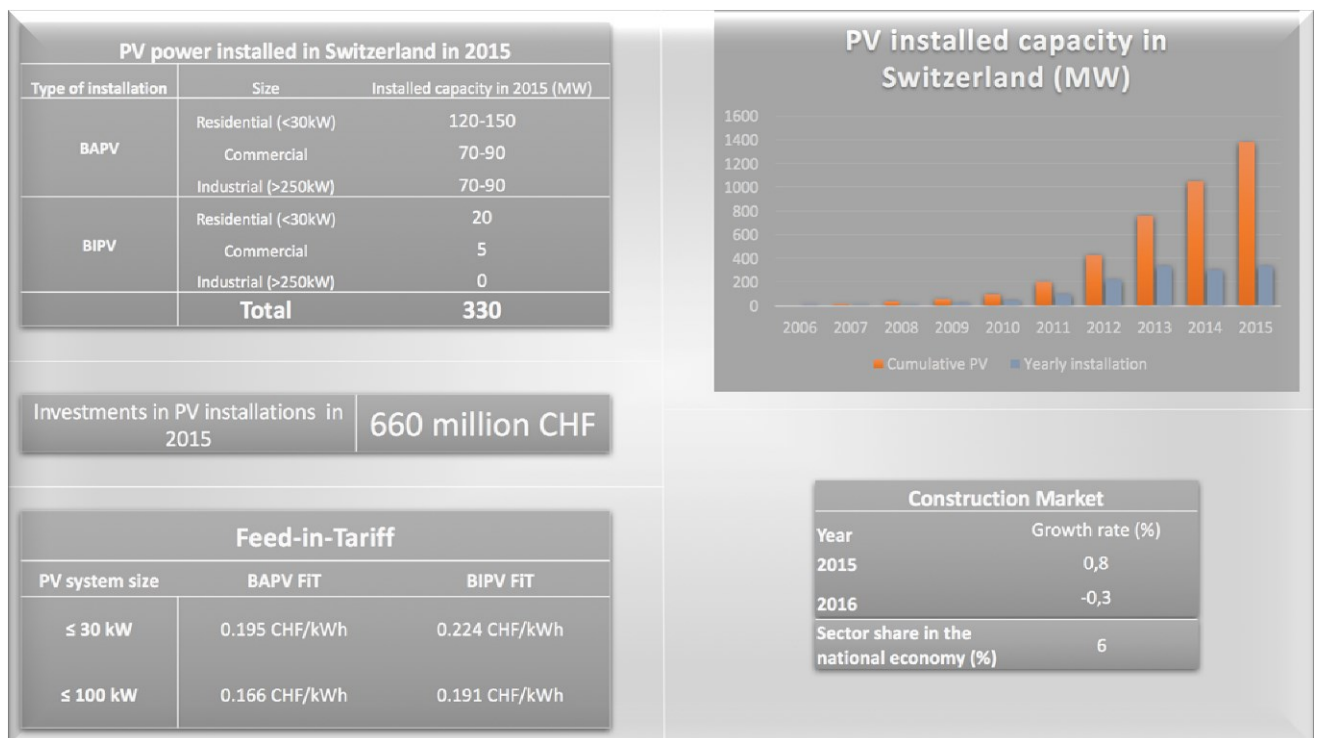 PV power installed in Switzerland in 2015
Type of installation Size Installed capacity in 2015 (MW)
BAPV
Residential (<30kW) 120-150
Commercial 70-90
Industrial (>250kW) 70-90
BIPV
Residential (<30kW) 20
Commercial 5
Industrial (>250kW) 0
Total 330
Investments in PV installations in
2015
660 million CHF
Feed-in-Tariff
PV system size BAPV FiT BIPV FiT
≤ 30 kW 0.195 CHF/kWh 0.224 CHF/kWh
≤ 100 kW 0.166 CHF/kWh 0.191 CHF/kWh
PV installed capacity in
Switzerland (MW)
1600
1400
1200
1000
800
600
400
200
0
2006 2007 2008 2009 2010 2011 2012 2013 2014 2015
Cumulative PV Yearly installation
Construction Market
Year Growth rate (%)
2015 0,8
2016 -0,3
Sector share in the
national economy (%) 6